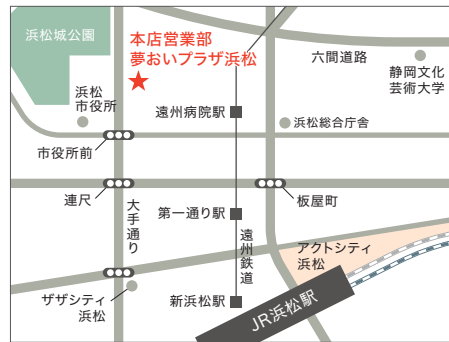 浜松城公園
本店営業部
夢おいプラザ浜松
六間道路
静岡文化
芸術大学
浜松
市役所
遠州病院駅
浜松総合庁舎
市役所前
連尺
大手通り
第一通り駅
板屋町
遠州鉄道
アクトシティ
浜松
ザザシティ
浜松
新浜松駅
JR浜松駅